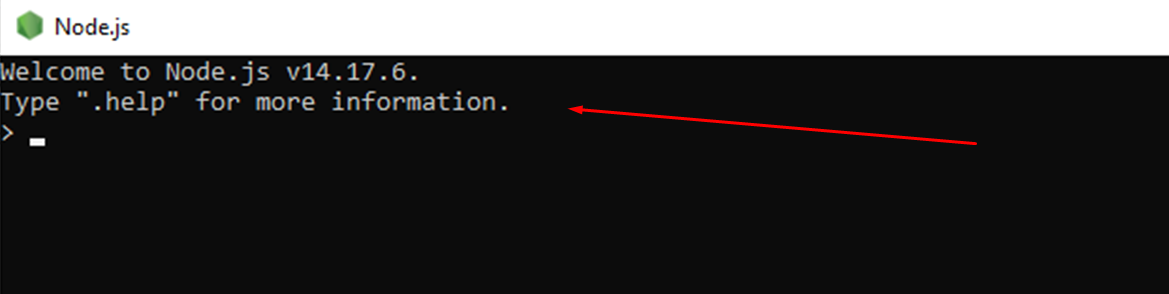 Node.js
Welcome to Node.js v14.17.6.
Type ".help" for more information.
>